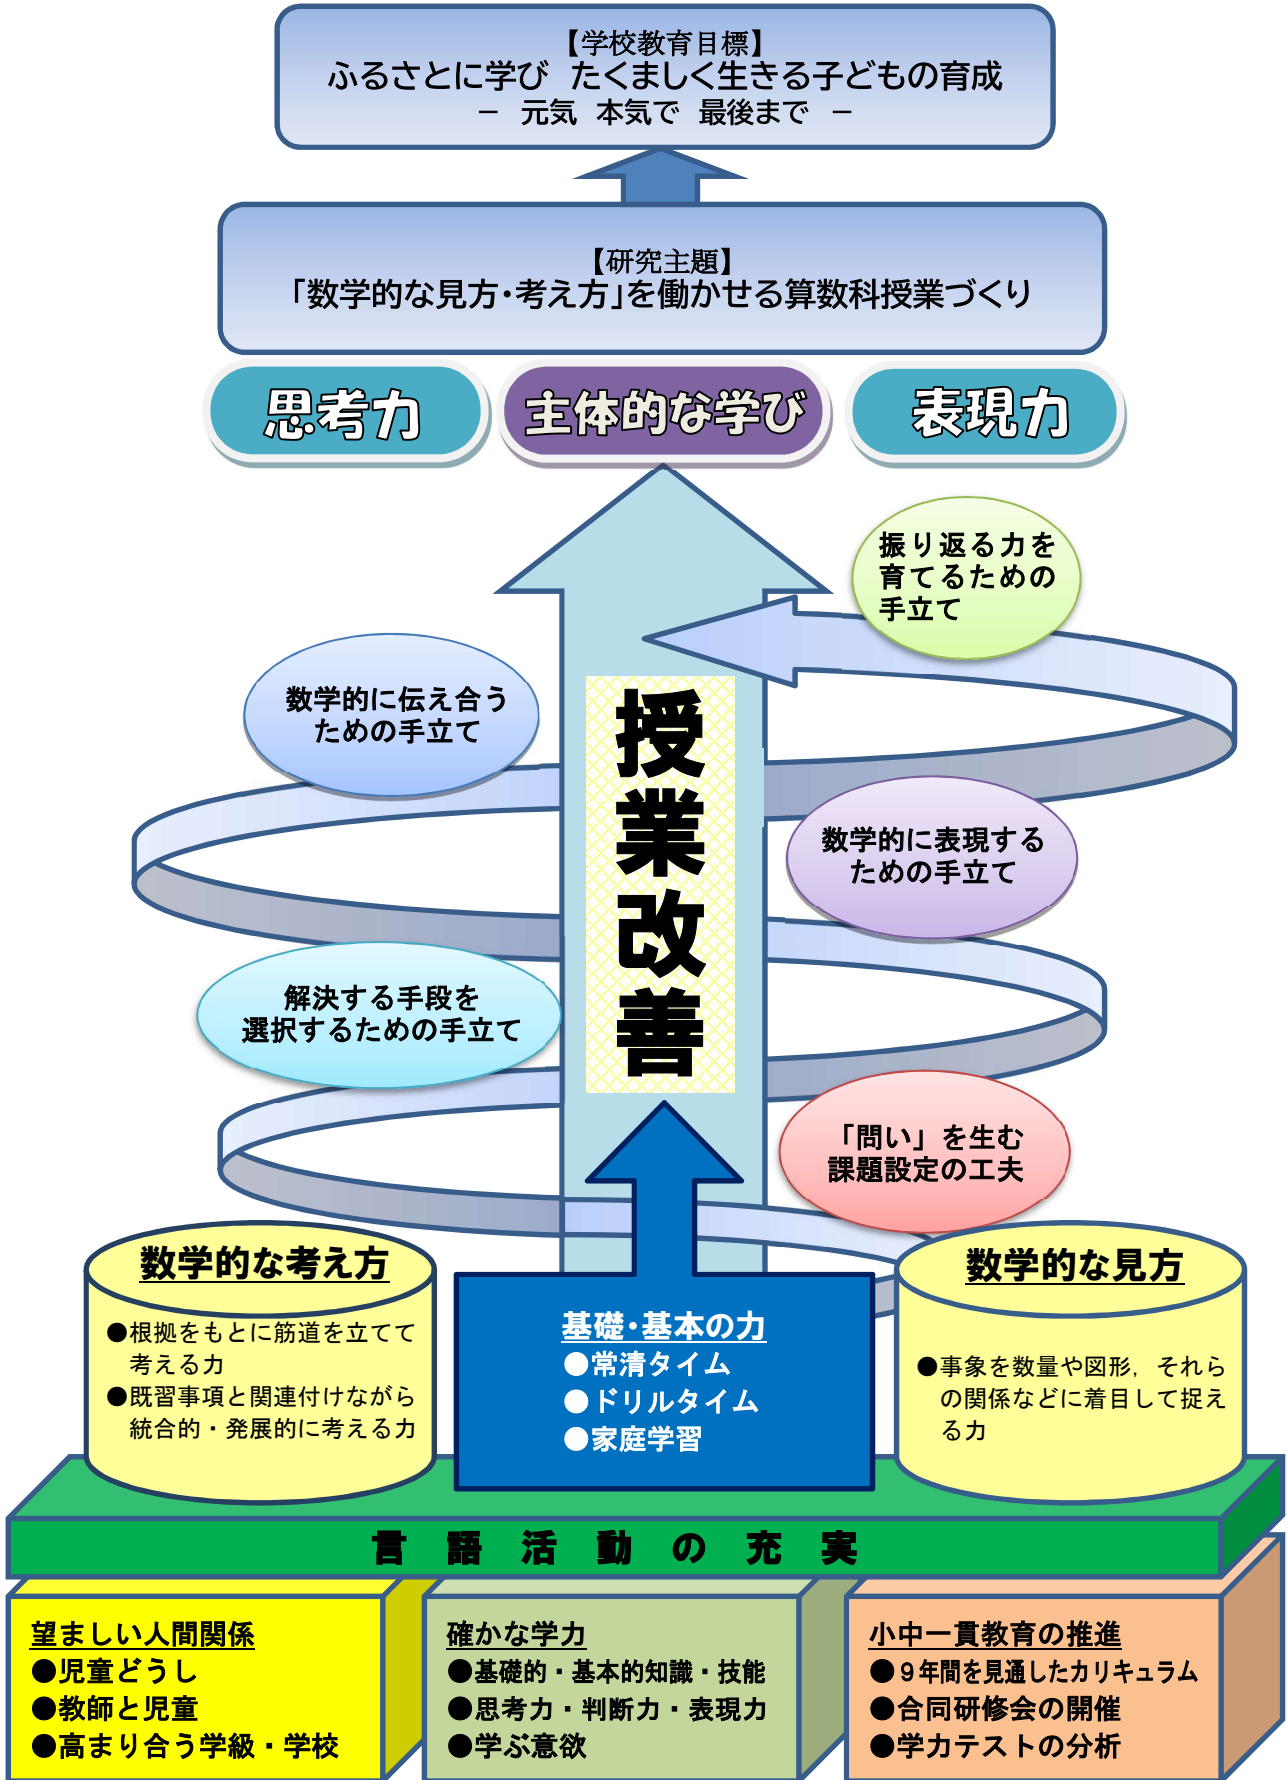 【学校教育目標】
ふるさとに学び たくましく生きる子どもの育成
－ 元気 本気で 最後まで －
【研究主題】
「数学的な見方・考え方」を働かせる算数科授業づくり
思考力
主体的な学び
表現力
振り返る力を
育てるための
手立て
数学的に伝え合う
ための手立て
数学的に表現する
ための手立て
解決する手段を
選択するための手立て
「問い」を生む
課題設定の工夫
授業改善
数学的な考え方
●根拠をもとに筋道を立てて
考える力
●既習事項と関連付けながら
統合的・発展的に考える力
基礎・基本の力
●常清タイム
●ドリルタイム
●家庭学習
数学的な見方
●事象を数量や図形，それら
の関係などに着目して捉え
る力
言語活動の充実
望ましい人間関係
●児童どうし
●教師と児童
●高まり合う学級・学校
確かな学力
●基礎的・基本的知識・技能
●思考力・判断力・表現力
●学ぶ意欲
小中一貫教育の推進
●９年間を見通したカリキュラム
●合同研修会の開催
●学力テストの分析